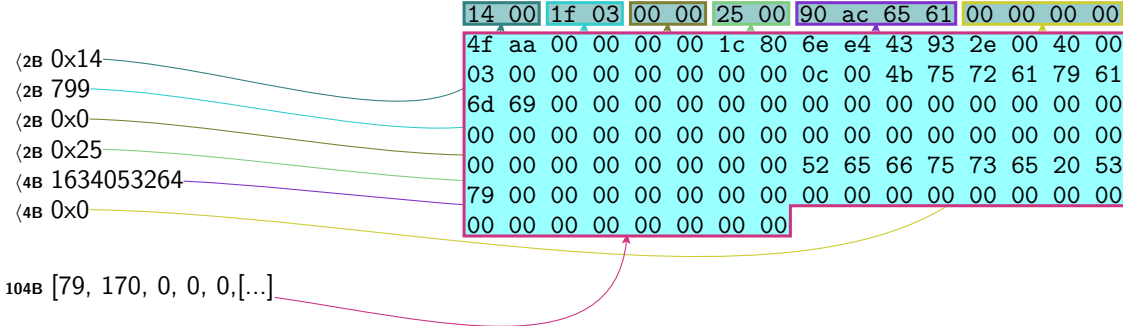 14 00 1f 03 00 00 25 00 90 ac 65 61 00 00 00 00
4f aa 00 00 00 00 1c 80 6e e4 43 93 2e 00 40 00
03 00 00 00 00 00 00 00 0c 00 4b 75 72 61 79 61
6d 69 00 00 00 00 00 00 00 00 00 00 00 00 00 00
00 00 00 00 00 00 00 00 00 00 00 00 00 00 00 00
00 00 00 00 00 00 00 00 52 65 66 75 73 65 20 53
79 00 00 00 00 00 00 00 00 00 00 00 00 00 00 00
00 00 00 00 00 00 00 00
⟨2B 0x14
⟨2B 799
⟨2B 0x0
⟨2B 0x25
⟨4B 1634053264
⟨4B 0x0
104B [79, 170, 0, 0, 0,[...]